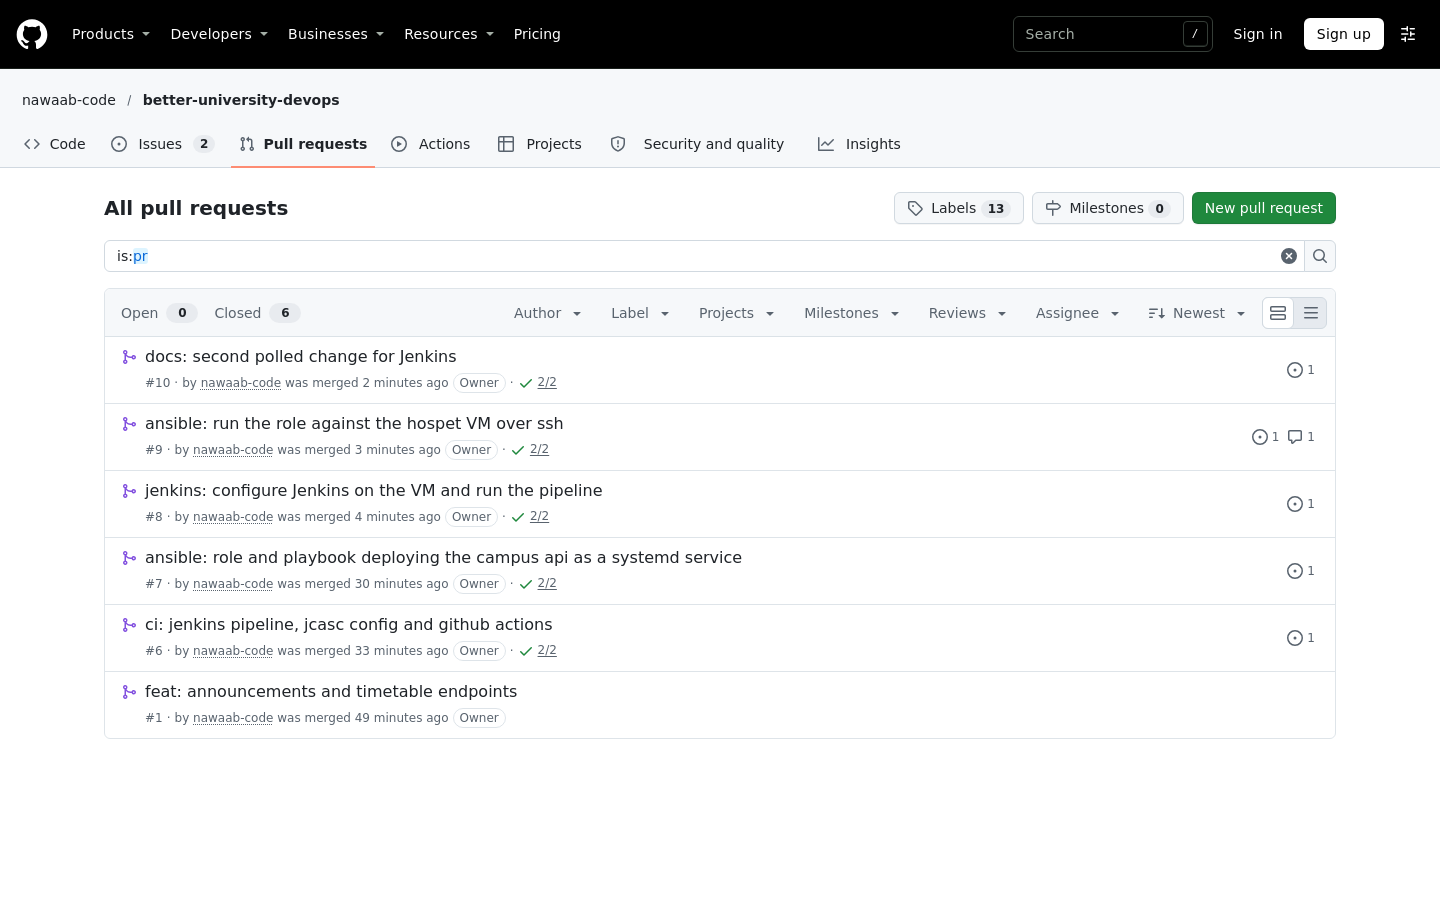 Products Developers Businesses Resources Pricing Search / Sign in Sign up
nawaab-code / better-university-devops
Code Issues 2 Pull requests Actions Projects Security and quality Insights
All pull requests Labels 13 Milestones 0 New pull request
is:pr
Open 0 Closed 6 Author Label Projects Milestones Reviews Assignee Newest
docs: second polled change for Jenkins
#10 · by nawaab-code was merged 2 minutes ago Owner · 2/2 1
ansible: run the role against the hospet VM over ssh
#9 · by nawaab-code was merged 3 minutes ago Owner · 2/2 1 1
jenkins: configure Jenkins on the VM and run the pipeline
#8 · by nawaab-code was merged 4 minutes ago Owner · 2/2 1
ansible: role and playbook deploying the campus api as a systemd service
#7 · by nawaab-code was merged 30 minutes ago Owner · 2/2 1
ci: jenkins pipeline, jcasc config and github actions
#6 · by nawaab-code was merged 33 minutes ago Owner · 2/2 1
feat: announcements and timetable endpoints
#1 · by nawaab-code was merged 49 minutes ago Owner